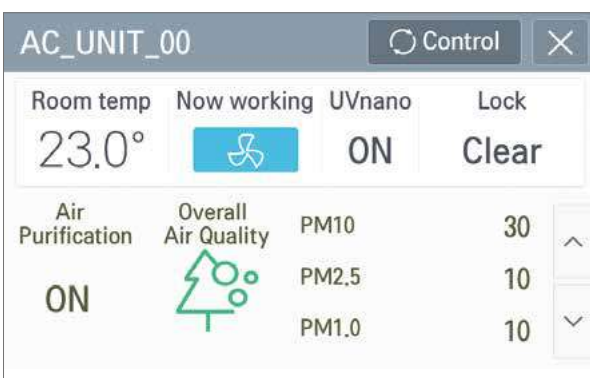 AC_UNIT_00 Control
Room temp Now working UVnano Lock
23.0° ON Clear
Air Purification Overall Air Quality PM10 30
ON PM2.5 10
PM1.0 10